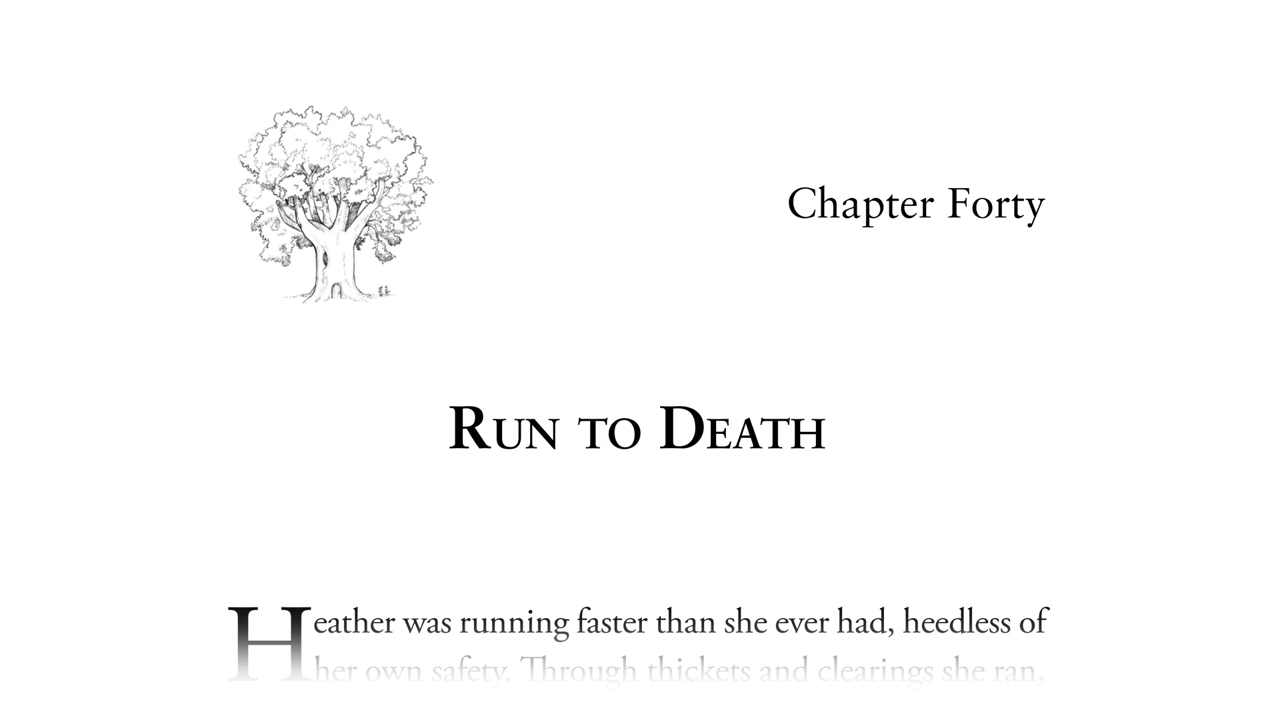 Chapter Forty
Run to Death
Heather was running faster than she ever had, heedless of
her own safety. Through thickets and clearings she ran,